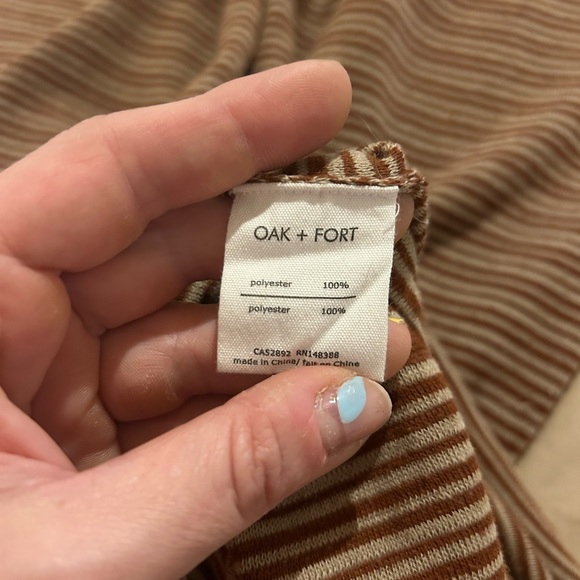 OAK + FORT
polyester 100%
polyester 100%
CA52892 RN148388
made in China/ fait en Chine